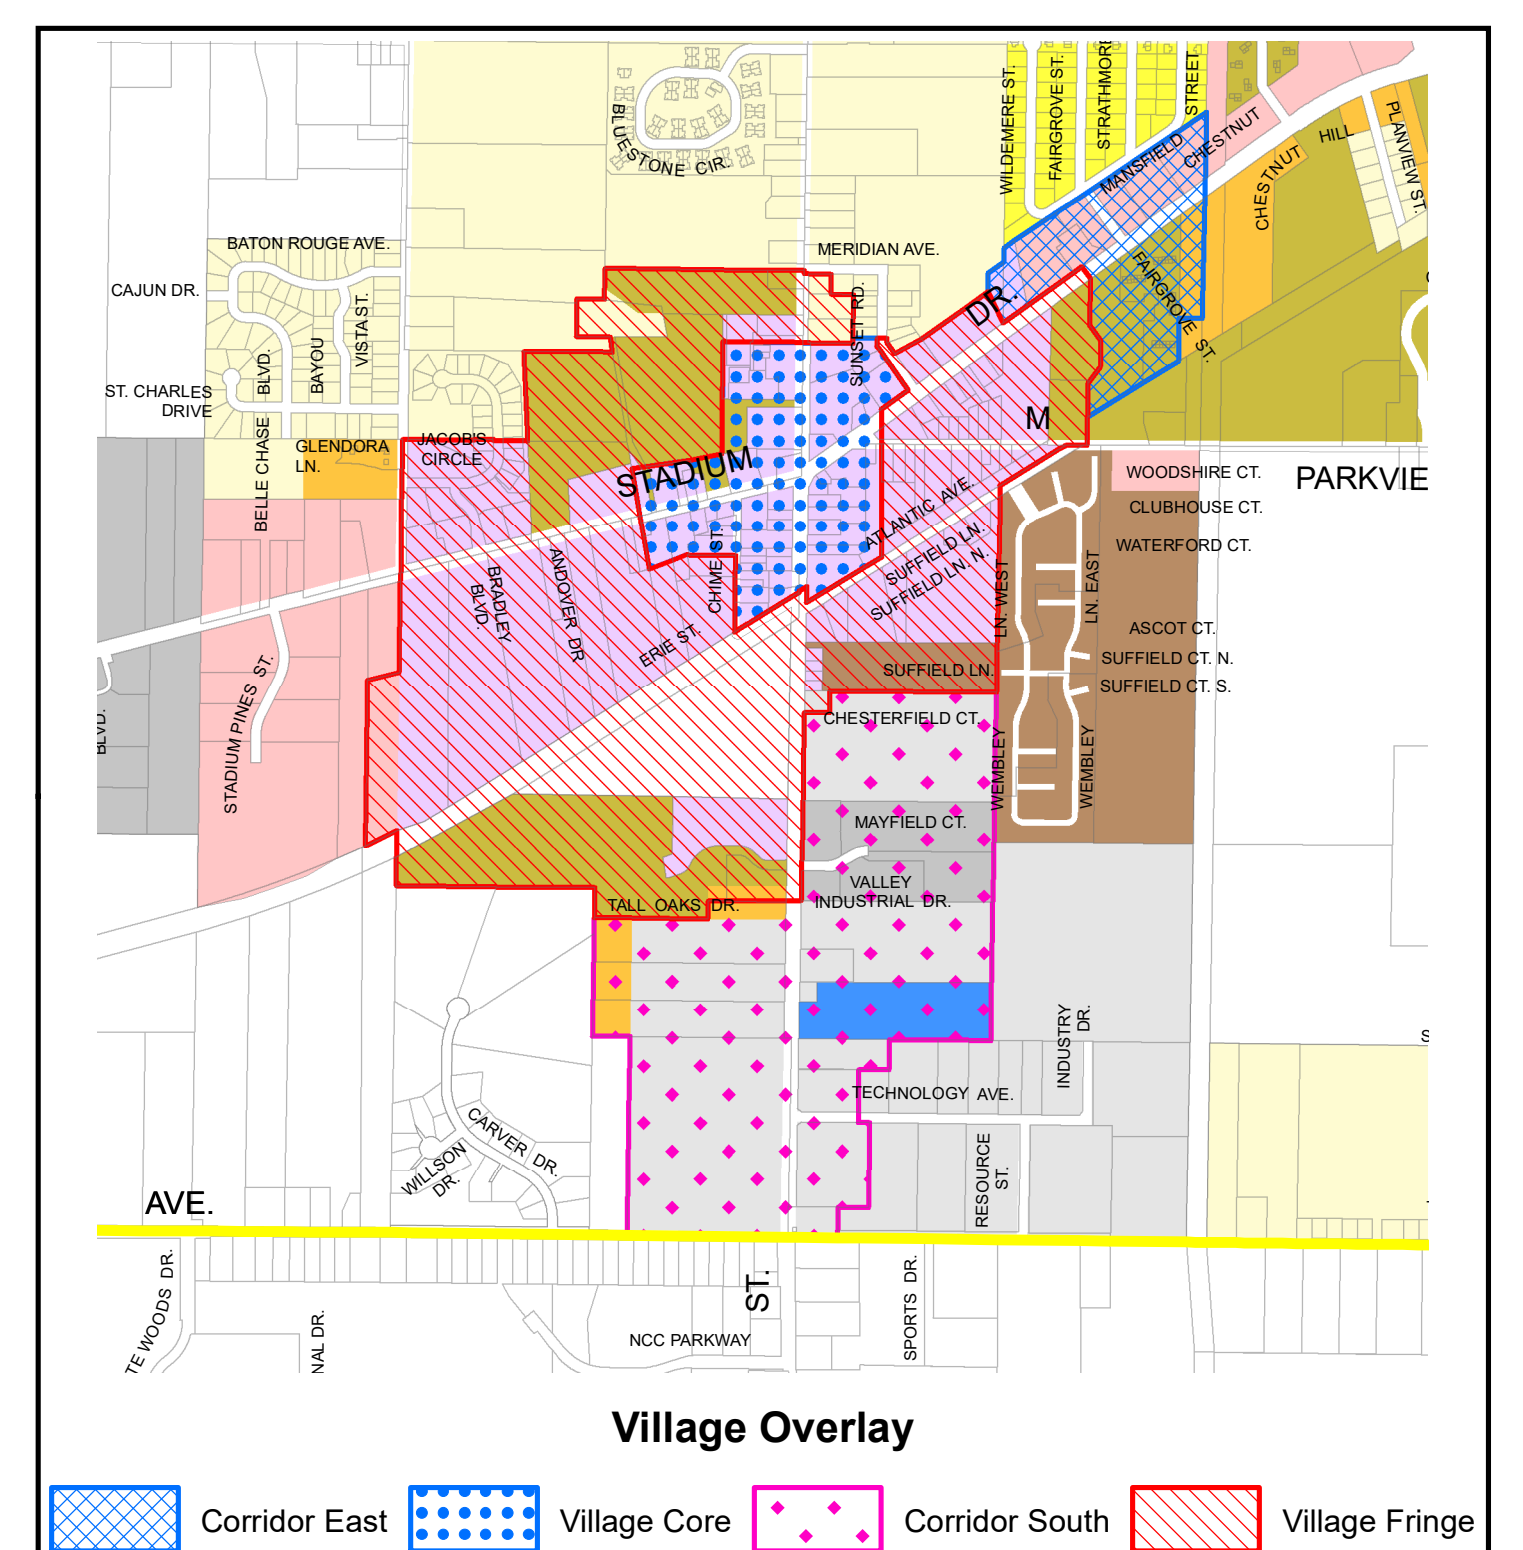 WILDEMERE ST.
FAIRGROVE ST.
STRATHMORE
STREET
BLUESTONE CIR.
MANSFIELD
CHESTNUT
CHESTNUT
HILL
PLANVIEW ST.
BATON ROUGE AVE.
MERIDIAN AVE.
CAJUN DR.
VISTA ST.
BAYOU
BLVD.
BELLE CHASE
SUNSET RD.
DR.
FAIRGROVE ST.
ST. CHARLES
DRIVE
GLENDORA
LN.
JACOB'S
CIRCLE
STADIUM
M
PARKVIE
WOODSHIRE CT.
CLUBHOUSE CT.
WATERFORD CT.
ATLANTIC AVE.
SUFFIELD LN.
SUFFIELD LN. N.
CHIME ST.
ANDOVER DR
BRADLEY
BLVD.
ERIE ST.
LN. WEST
LN. EAST
ASCOT CT.
SUFFIELD CT. N.
SUFFIELD CT. S.
SUFFIELD LN.
STADIUM PINES ST.
BLVD.
CHESTERFIELD CT.
WEMBLEY
WEMBLEY
MAYFIELD CT.
VALLEY
INDUSTRIAL DR.
TALL OAKS DR.
INDUSTRY
DR.
TECHNOLOGY AVE.
CARVER DR.
WILLSON
DR.
RESOURCE
ST.
AVE.
TE WOODS DR.
NAL DR.
ST.
NCC PARKWAY
SPORTS DR.
Village Overlay
Corridor East
Village Core
Corridor South
Village Fringe